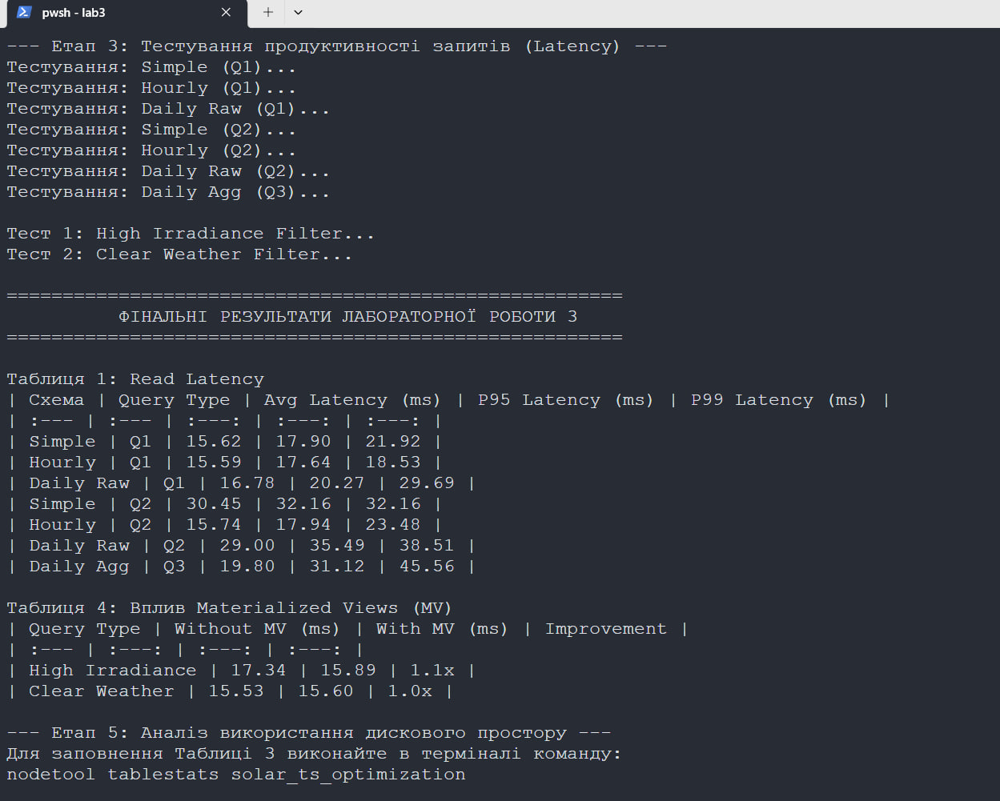 pwsh - lab3
--- Етап 3: Тестування продуктивності запитів (Latency) ---
Тестування: Simple (Q1)...
Тестування: Hourly (Q1)...
Тестування: Daily Raw (Q1)...
Тестування: Simple (Q2)...
Тестування: Hourly (Q2)...
Тестування: Daily Raw (Q2)...
Тестування: Daily Agg (Q3)...
Тест 1: High Irradiance Filter...
Тест 2: Clear Weather Filter...
=======================================================
ФІНАЛЬНІ РЕЗУЛЬТАТИ ЛАБОРАТОРНОЇ РОБОТИ 3
=======================================================
Таблиця 1: Read Latency
| Схема | Query Type | Avg Latency (ms) | P95 Latency (ms) | P99 Latency (ms) |
| :--- | :--- | :---: | :---: | :---: |
| Simple | Q1 | 15.62 | 17.90 | 21.92 |
| Hourly | Q1 | 15.59 | 17.64 | 18.53 |
| Daily Raw | Q1 | 16.78 | 20.27 | 29.69 |
| Simple | Q2 | 30.45 | 32.16 | 32.16 |
| Hourly | Q2 | 15.74 | 17.94 | 23.48 |
| Daily Raw | Q2 | 29.00 | 35.49 | 38.51 |
| Daily Agg | Q3 | 19.80 | 31.12 | 45.56 |
Таблиця 4: Вплив Materialized Views (MV)
| Query Type | Without MV (ms) | With MV (ms) | Improvement |
| :--- | :---: | :---: | :---: |
| High Irradiance | 17.34 | 15.89 | 1.1x |
| Clear Weather | 15.53 | 15.60 | 1.0x |
--- Етап 5: Аналіз використання дискового простору ---
Для заповнення Таблиці 3 виконайте в терміналі команду:
nodetool tablestats solar_ts_optimization